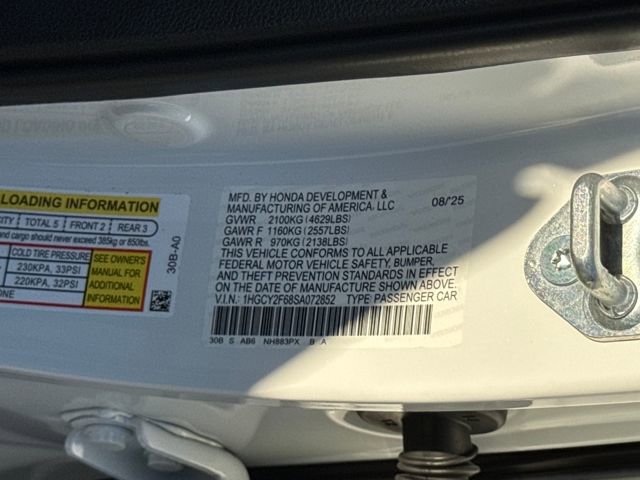 LOADING INFORMATION
CITY TOTAL 5 FRONT 2 REAR 3
and cargo should never exceed 385kg or 850lbs.
COLD TIRE PRESSURE
230KPA, 33PSI
220KPA, 32PSI
ONE
SEE OWNER'S
MANUAL FOR
ADDITIONAL
INFORMATION
30B-A0
MFD. BY HONDA DEVELOPMENT &
MANUFACTURING OF AMERICA, LLC 08/25
GVWR 2100KG (4629LBS)
GAWR F 1160KG (2557LBS)
GAWR R 970KG (2138LBS)
THIS VEHICLE CONFORMS TO ALL APPLICABLE
FEDERAL MOTOR VEHICLE SAFETY, BUMPER,
AND THEFT PREVENTION STANDARDS IN EFFECT
ON THE DATE OF MANUFACTURE SHOWN ABOVE.
V.I.N.: 1HGCY2F68SA072852 TYPE PASSENGER CAR
30B S AB6 NH883PX B A